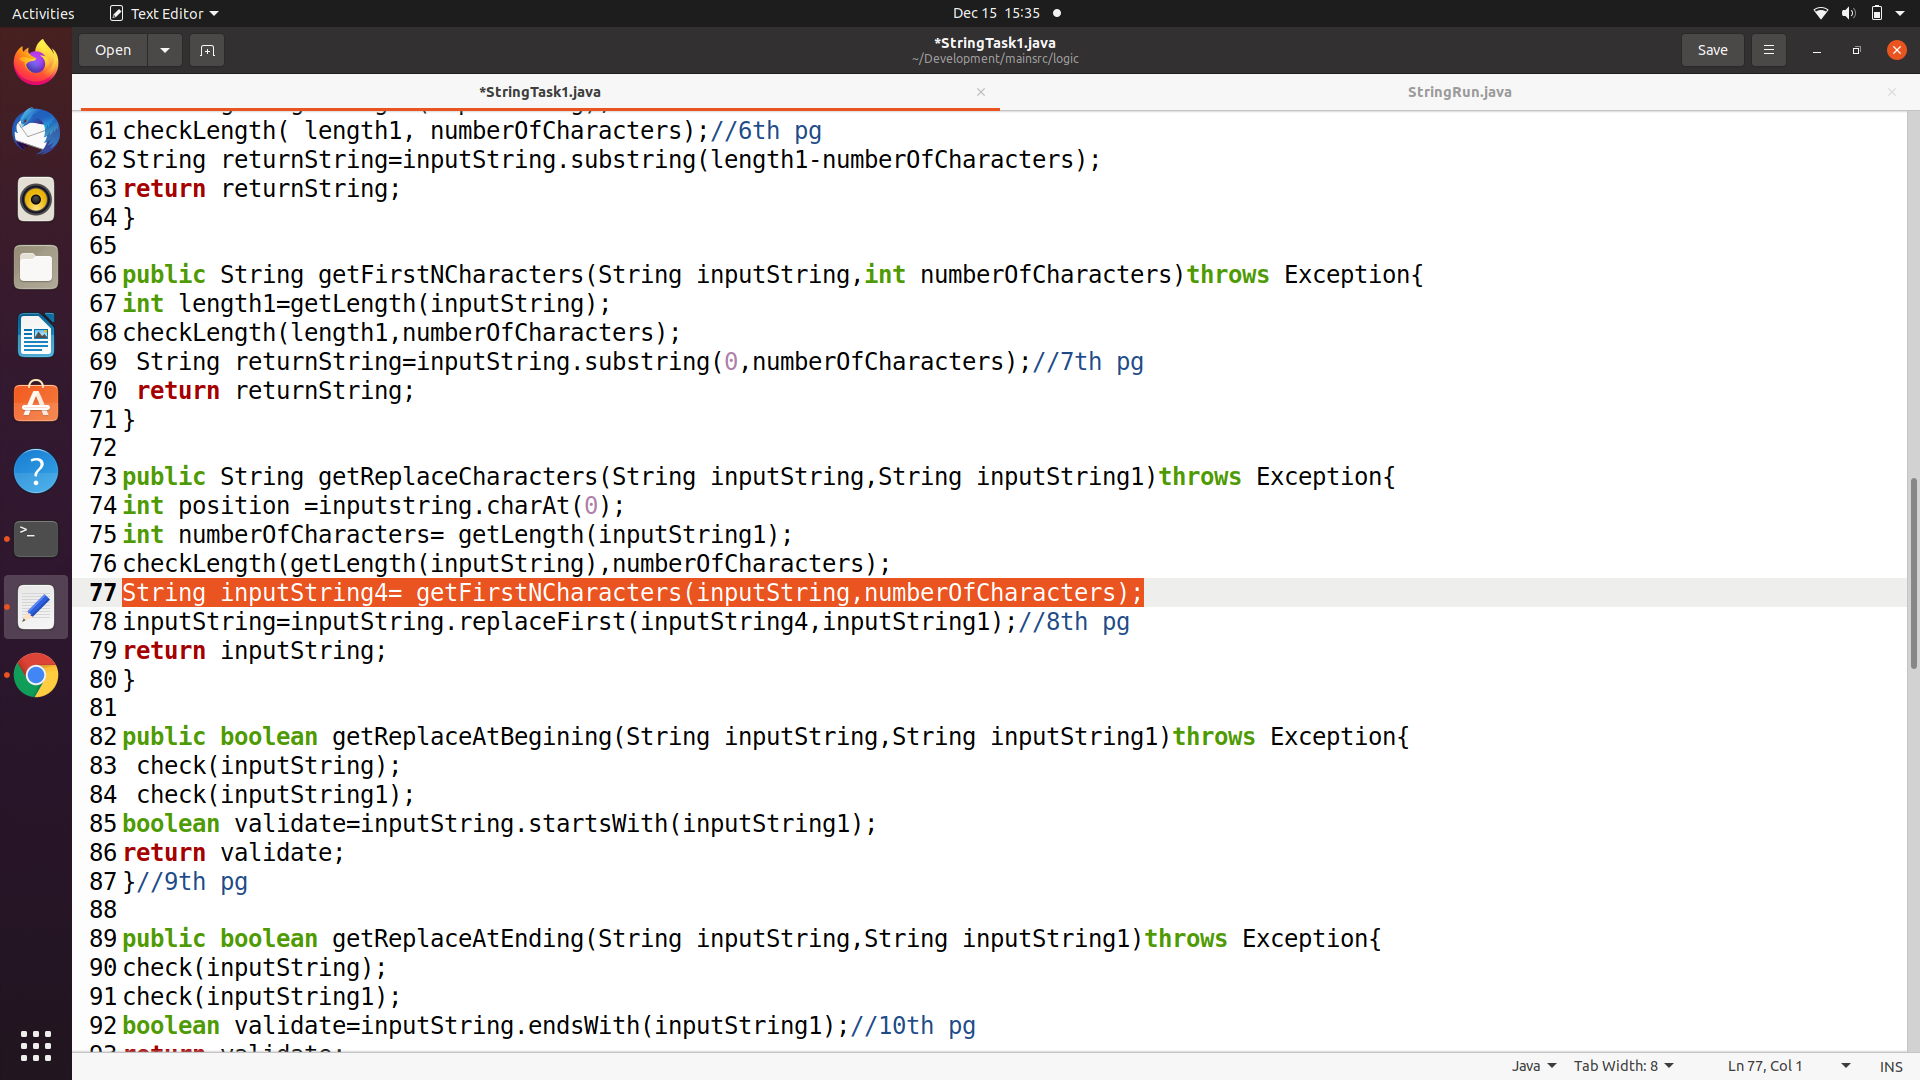 Activities Text Editor Dec 15 15:35
Open *StringTask1.java Save
~/Development/mainsrc/logic
*StringTask1.java StringRun.java
61 checkLength( length1, numberOfCharacters);//6th pg
62 String returnString=inputString.substring(length1-numberOfCharacters);
63 return returnString;
64 }
65
66 public String getFirstNCharacters(String inputString,int numberOfCharacters)throws Exception{
67 int length1=getLength(inputString);
68 checkLength(length1,numberOfCharacters);
69  String returnString=inputString.substring(0,numberOfCharacters);//7th pg
70  return returnString;
71 }
72
73 public String getReplaceCharacters(String inputString,String inputString1)throws Exception{
74 int position =inputstring.charAt(0);
75 int numberOfCharacters= getLength(inputString1);
76 checkLength(getLength(inputString),numberOfCharacters);
77 String inputString4= getFirstNCharacters(inputString,numberOfCharacters);
78 inputString=inputString.replaceFirst(inputString4,inputString1);//8th pg
79 return inputString;
80 }
81
82 public boolean getReplaceAtBegining(String inputString,String inputString1)throws Exception{
83  check(inputString);
84  check(inputString1);
85 boolean validate=inputString.startsWith(inputString1);
86 return validate;
87 }//9th pg
88
89 public boolean getReplaceAtEnding(String inputString,String inputString1)throws Exception{
90 check(inputString);
91 check(inputString1);
92 boolean validate=inputString.endsWith(inputString1);//10th pg
93 return validate;
Java Tab Width: 8 Ln 77, Col 1 INS